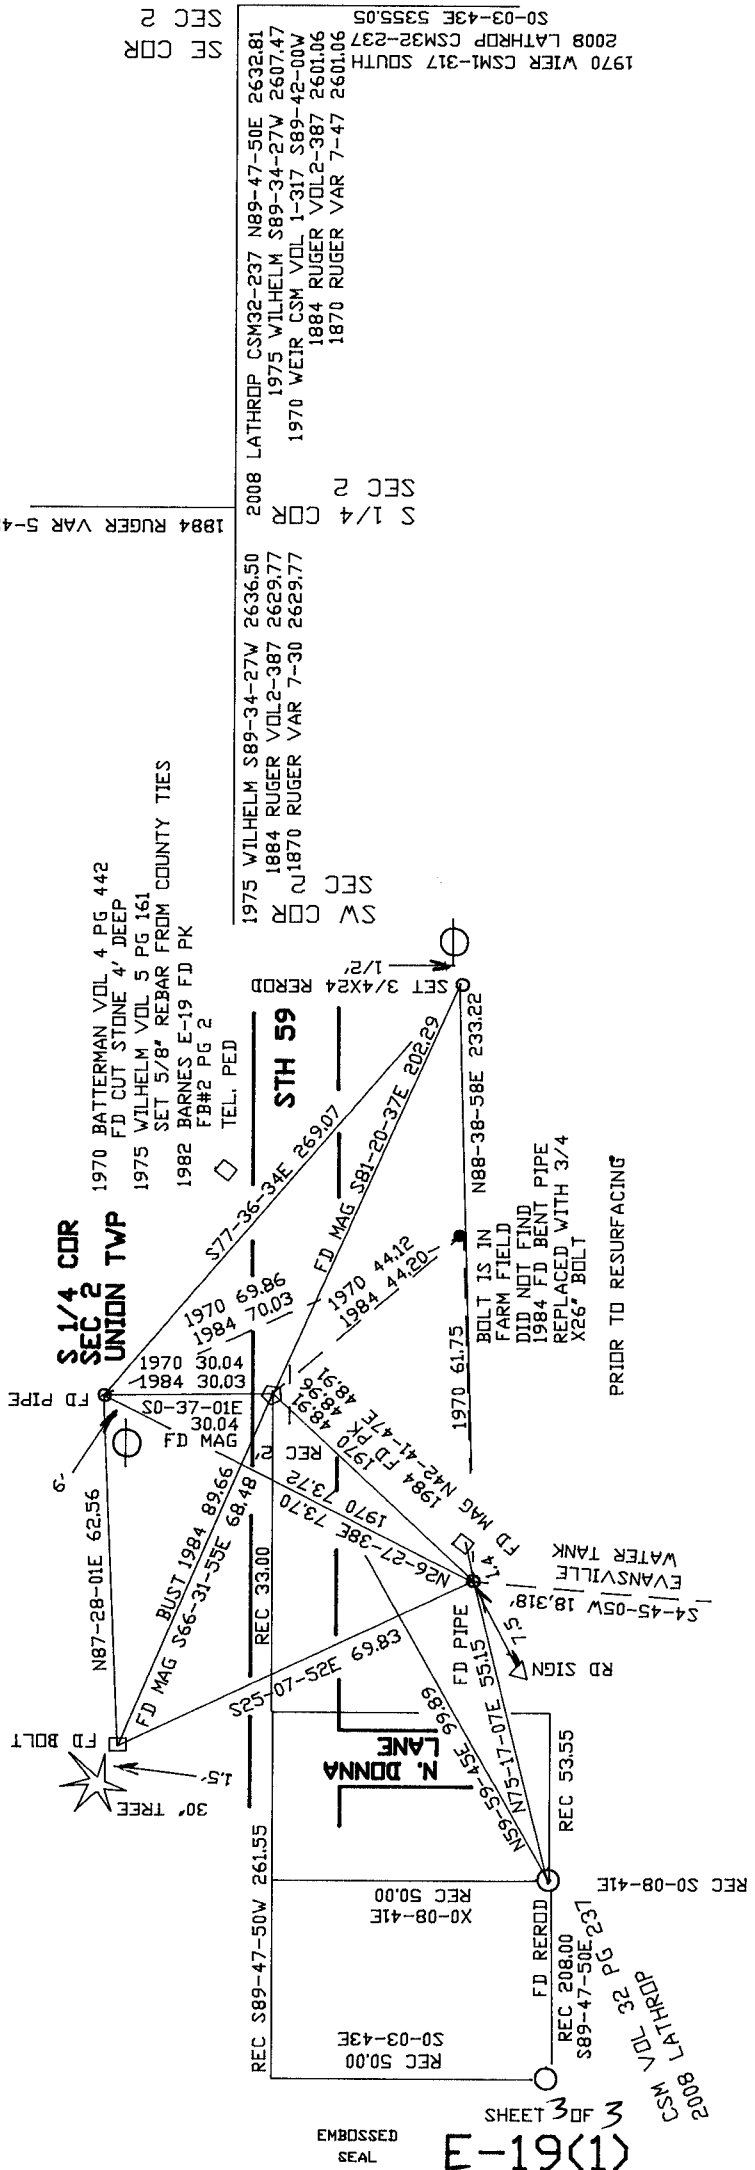 SE COR
SEC 2
1970 WIER CSM1-317 SOUTH
2008 LATHROP CSM32-237
S0-03-43E 5355.05
2008 LATHROP CSM32-237 N89-47-50E 2632.81
1975 WILHELM S89-34-27W 2607.47
1970 WEIR CSM VOL 1-317 S89-42-00W
1884 RUGER VOL2-387 2601.06
1870 RUGER VAR 7-47 2601.06
S 1/4 COR
SEC 2
1884 RUGER VAR 5-4
1975 WILHELM S89-34-27W 2636.50
1884 RUGER VOL2-387 2629.77
1870 RUGER VAR 7-30 2629.77
SW COR
SEC 2
S 1/4 COR
SEC 2
UNION TWP
1970 BATTERMAN VOL 4 PG 442
FD CUT STONE 4' DEEP
1975 WILHELM VOL 5 PG 161
SET 5/8" REBAR FROM COUNTY TIES
1982 BARNES E-19 FD PK
FB#2 PG 2
TEL. PED
STH 59
SET 3/4X24 REROD
1/2'
S77-36-34E 269.07
FD MAG S81-20-37E 202.29
N88-38-58E 233.22
1970 69.86
1984 70.03
1970 44.12
1984 44.20
1970 30.04
1984 30.03
S0-37-01E
30.04
FD MAG
FD PIPE
6'
REC 2'
1970 61.75
BOLT IS IN
FARM FIELD
DID NOT FIND
1984 FD BENT PIPE
REPLACED WITH 3/4
X26" BOLT
PRIOR TO RESURFACING
48.91
1970 48.96
1984 FD PK 48.91
FD MAG N42-41-47E
1970 73.72
N26-27-38E 73.70
N87-28-01E 62.56
BUST 1984 89.66
FD MAG S66-31-55E 68.48
REC 33.00
S25-07-52E 69.83
FD BOLT
1.5'
30" TREE
1.4
EVANSVILLE
WATER TANK
S4-45-05W 18,318'
7.5
RD SIGN
FD PIPE
N75-17-07E 55.15
N59-59-45E 99.89
N. DONNA
LANE
REC 53.55
REC S89-47-50W 261.55
X0-08-41E
REC 50.00
REC S0-08-41E
FD REROD
REC 208.00
S89-47-50E
S0-03-43E
REC 50.00
CSM VOL 32 PG 237
2008 LATHROP
SHEET 3 OF 3
EMBOSSED
SEAL
E-19(1)